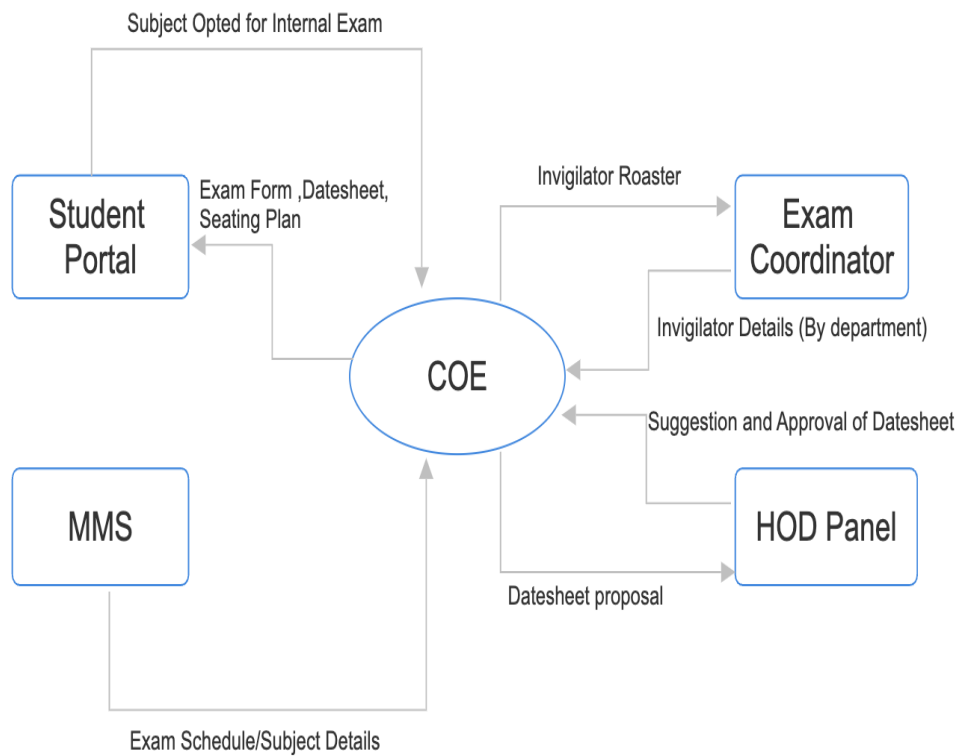 Subject Opted for Internal Exam
Student
Portal
Exam Form ,Datesheet,
Seating Plan
Invigilator Roaster
Exam
Coordinator
Invigilator Details (By department)
COE
Suggestion and Approval of Datesheet
MMS
HOD Panel
Datesheet proposal
Exam Schedule/Subject Details